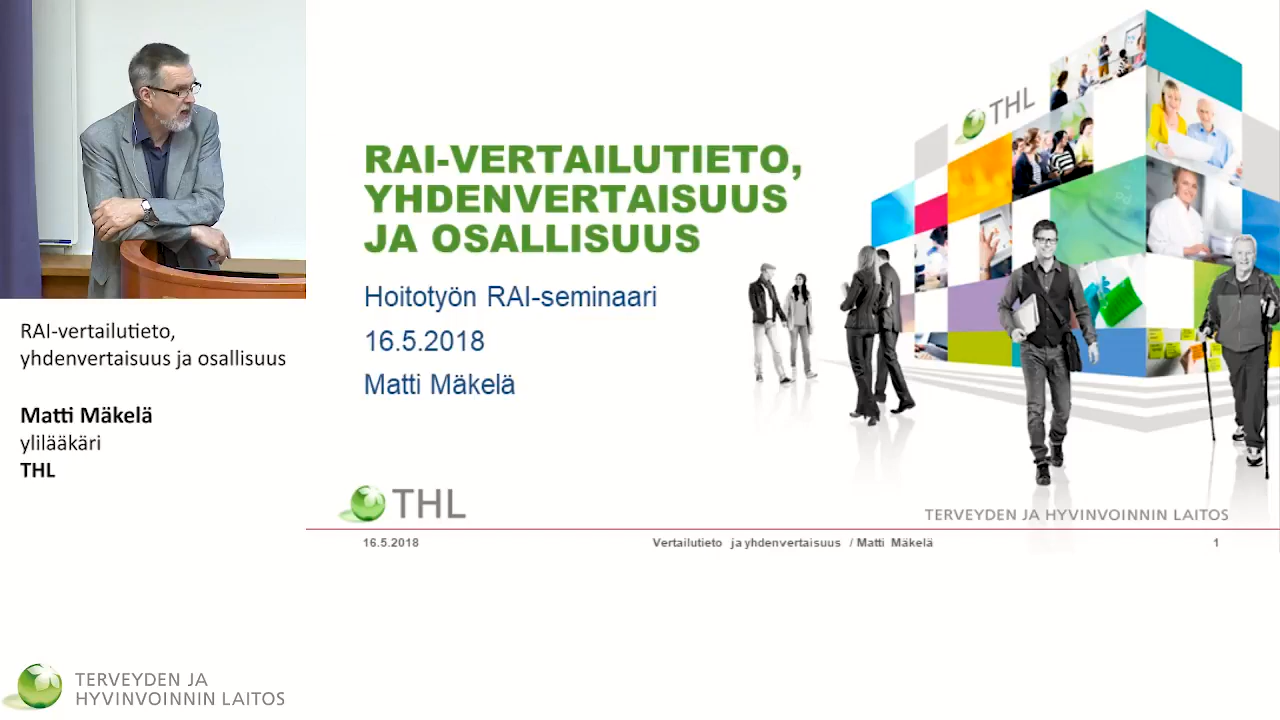 RAI-vertailutieto,
yhdenvertaisuus ja osallisuus
Matti Mäkelä
ylilääkäri
THL
TERVEYDEN JA
HYVINVOINNIN LAITOS
THL
RAI-VERTAILUTIETO,
YHDENVERTAISUUS
JA OSALLISUUS
Hoitotyön RAI-seminaari
16.5.2018
Matti Mäkelä
THL
TERVEYDEN JA HYVINVOINNIN LAITOS
16.5.2018 Vertailutieto ja yhdenvertaisuus / Matti Mäkelä 1